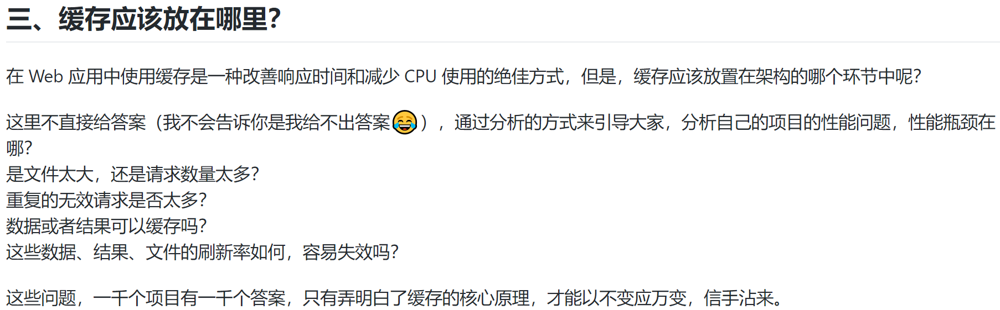 三、缓存应该放在哪里？
在 Web 应用中使用缓存是一种改善响应时间和减少 CPU 使用的绝佳方式，但是，缓存应该放置在架构的哪个环节中呢？
这里不直接给答案（我不会告诉你是我给不出答案😂），通过分析的方式来引导大家，分析自己的项目的性能问题，性能瓶颈在
哪？
是文件太大，还是请求数量太多？
重复的无效请求是否太多？
数据或者结果可以缓存吗？
这些数据、结果、文件的刷新率如何，容易失效吗？
这些问题，一千个项目有一千个答案，只有弄明白了缓存的核心原理，才能以不变应万变，信手沾来。